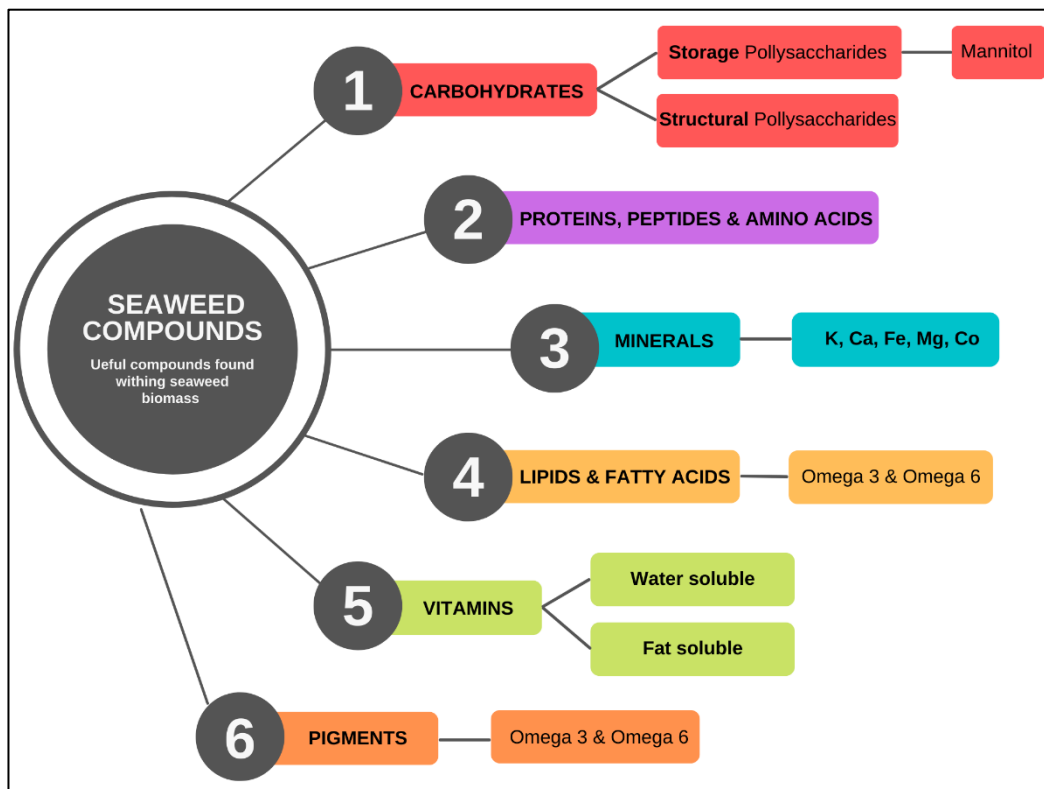 SEAWEED
COMPOUNDS
Ueful compounds found
withing seaweed
biomass
1
CARBOHYDRATES
Storage Pollysaccharides
Mannitol
Structural Pollysaccharides
2
PROTEINS, PEPTIDES & AMINO ACIDS
3
MINERALS
K, Ca, Fe, Mg, Co
4
LIPIDS & FATTY ACIDS
Omega 3 & Omega 6
5
VITAMINS
Water soluble
Fat soluble
6
PIGMENTS
Omega 3 & Omega 6